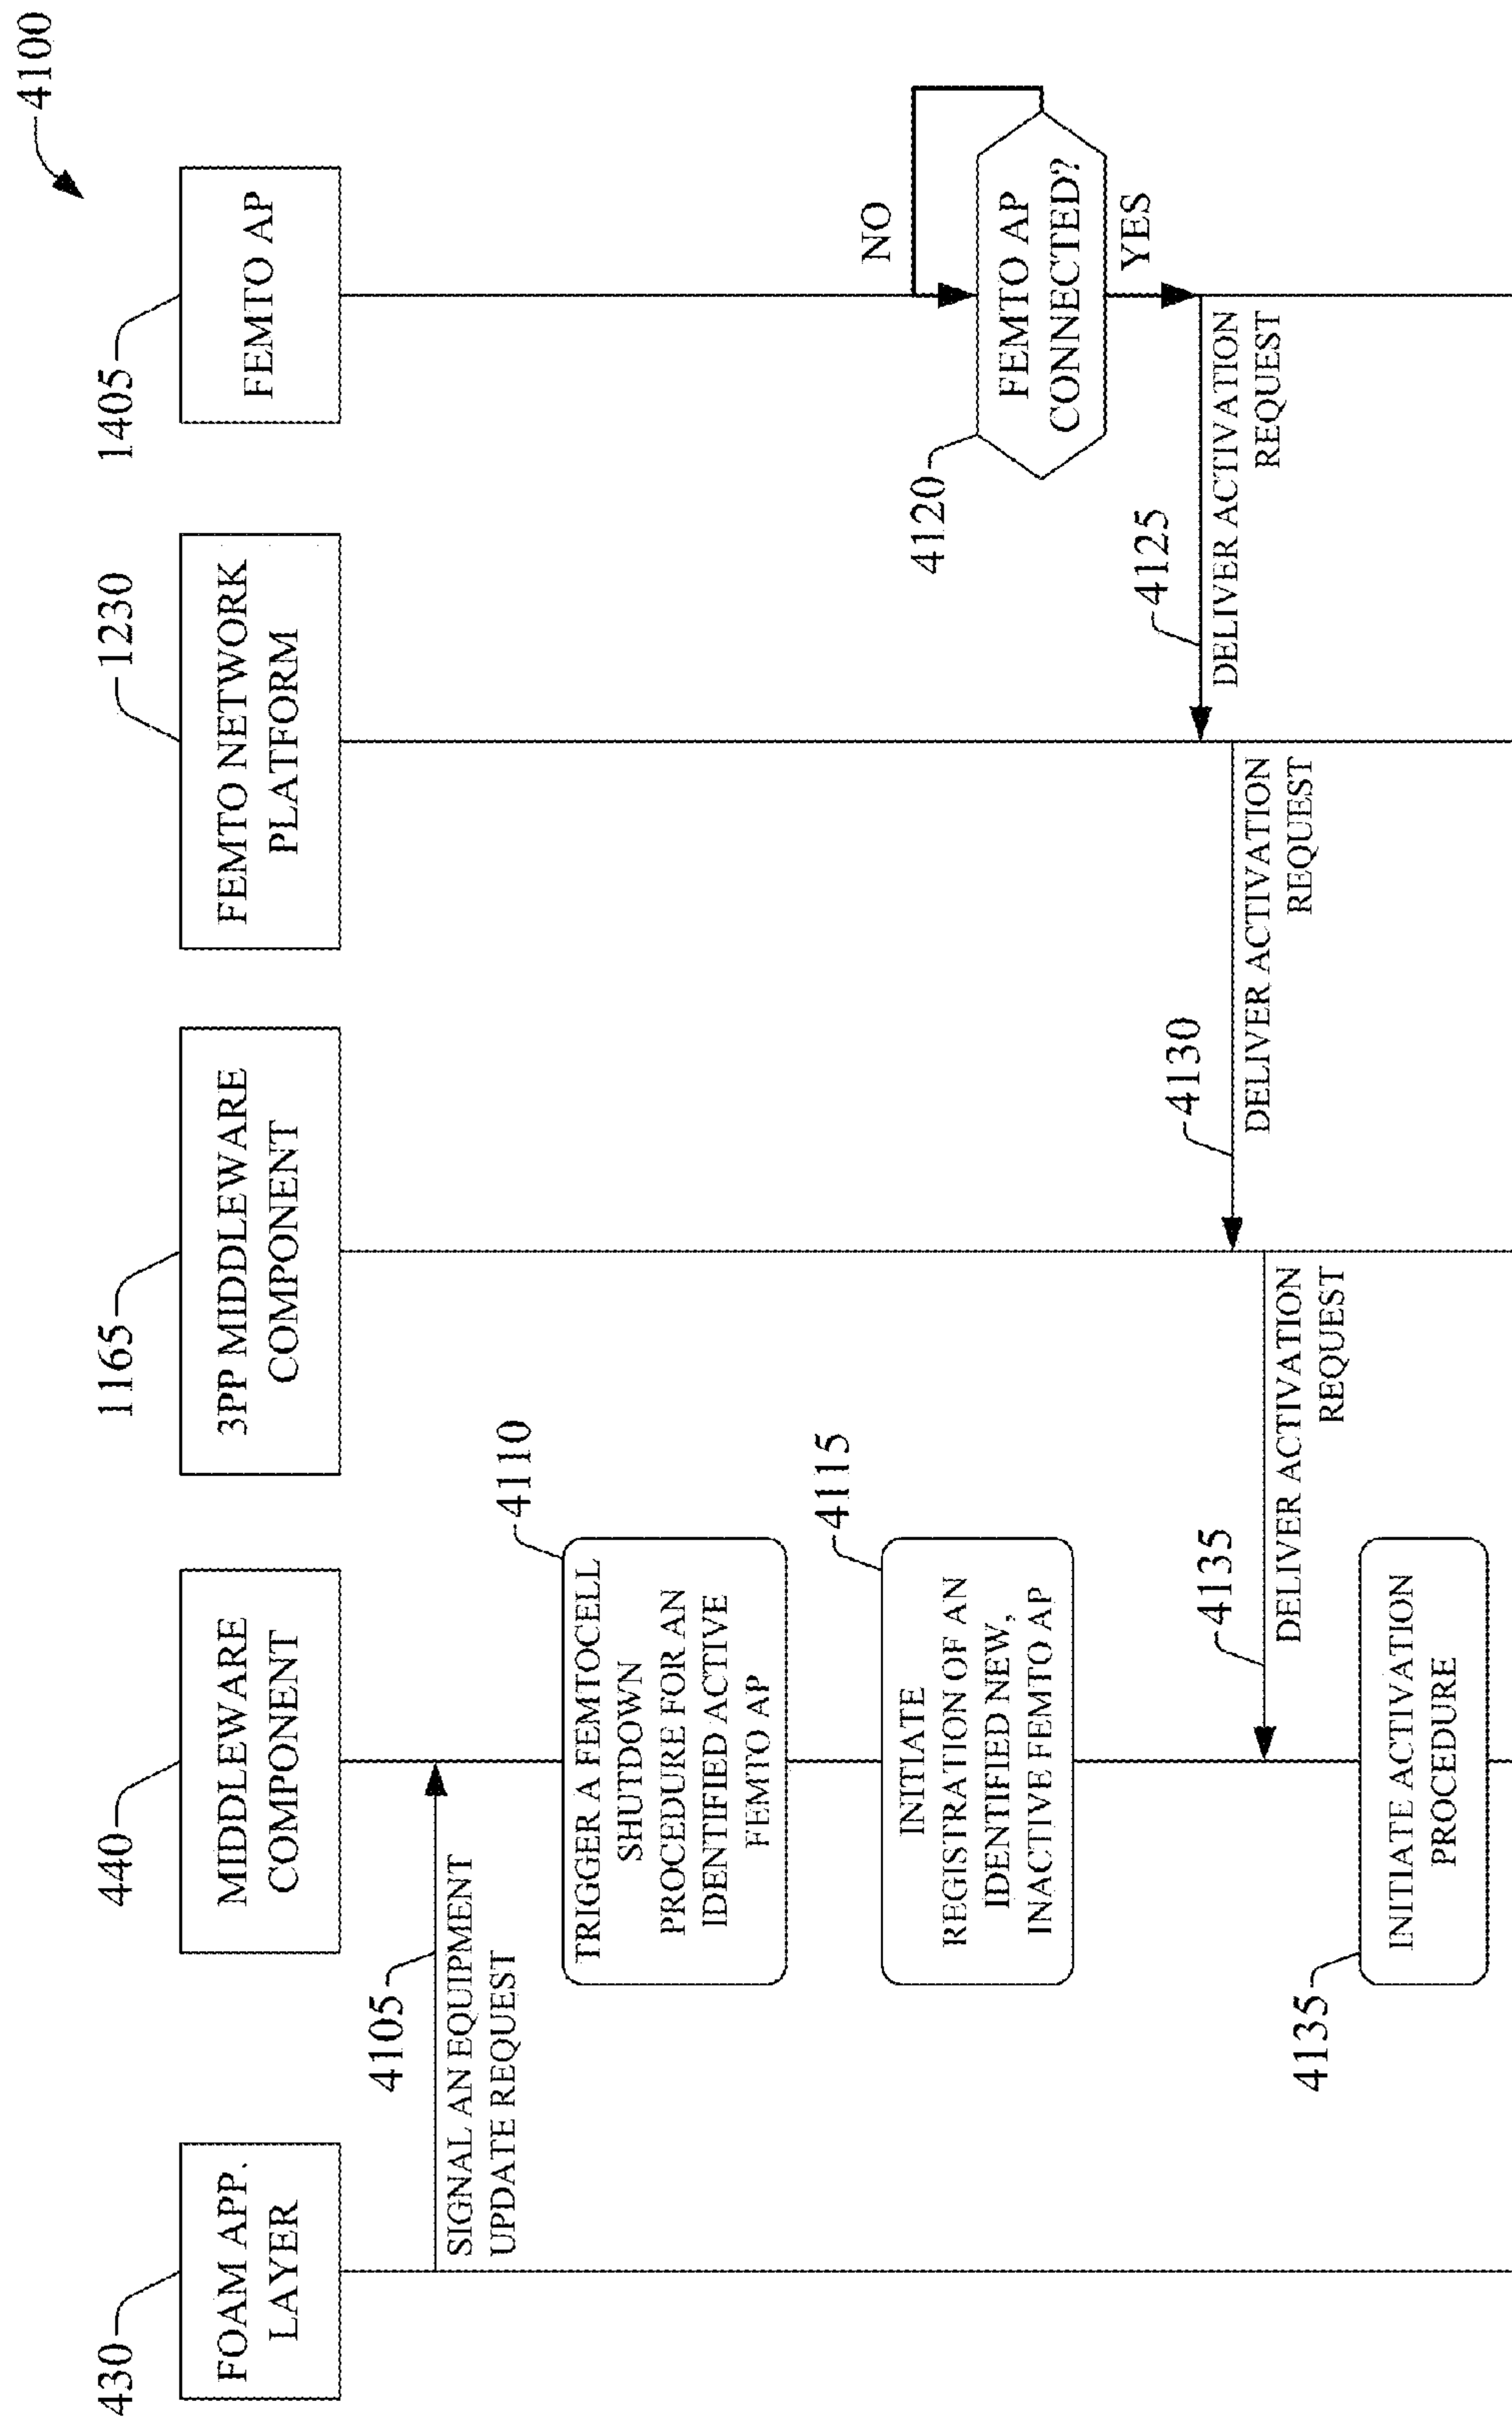 4100
430
FOAM APP.
LAYER
440
MIDDLEWARE
COMPONENT
1165
3PP MIDDLEWARE
COMPONENT
1230
FEMTO NETWORK
PLATFORM
1405
FEMTO AP
4105
SIGNAL AN EQUIPMENT
UPDATE REQUEST
4110
TRIGGER A FEMTOCELL
SHUTDOWN
PROCEDURE FOR AN
IDENTIFIED ACTIVE
FEMTO AP
4115
INITIATE
REGISTRATION OF AN
IDENTIFIED NEW,
INACTIVE FEMTO AP
NO
4120
FEMTO AP
CONNECTED?
YES
4125
DELIVER ACTIVATION
REQUEST
4130
DELIVER ACTIVATION
REQUEST
4135
DELIVER ACTIVATION
REQUEST
4135
INITIATE ACTIVATION
PROCEDURE